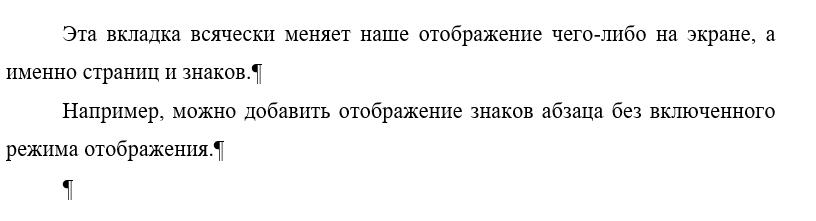 Эта вкладка всячески меняет наше отображение чего-либо на экране, а
именно страниц и знаков.¶
Например, можно добавить отображение знаков абзаца без включенного
режима отображения.¶
¶